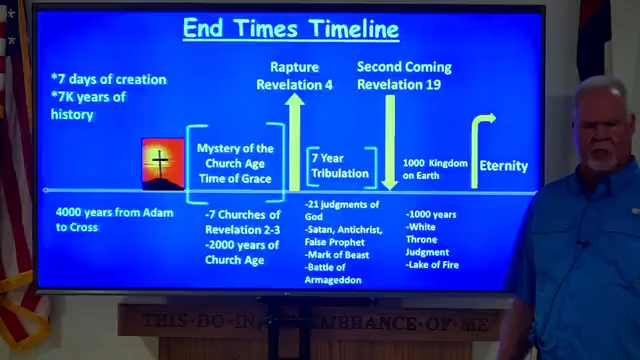 End Times Timeline
*7 days of creation
*7K years of
history
Rapture
Revelation 4
Second Coming
Revelation 19
Mystery of the
Church Age
Time of Grace
7 Year
Tribulation
1000 Kingdom
on Earth
Eternity
4000 years from Adam
to Cross
-7 Churches of
Revelation 2-3
-2000 years of
Church Age
-21 judgments of
God
-Satan, Antichrist,
False Prophet
-Mark of Beast
-Battle of
Armageddon
-1000 years
-White
Throne
Judgment
-Lake of Fire
THIS·DO·IN REMEMBRANCE·OF·ME